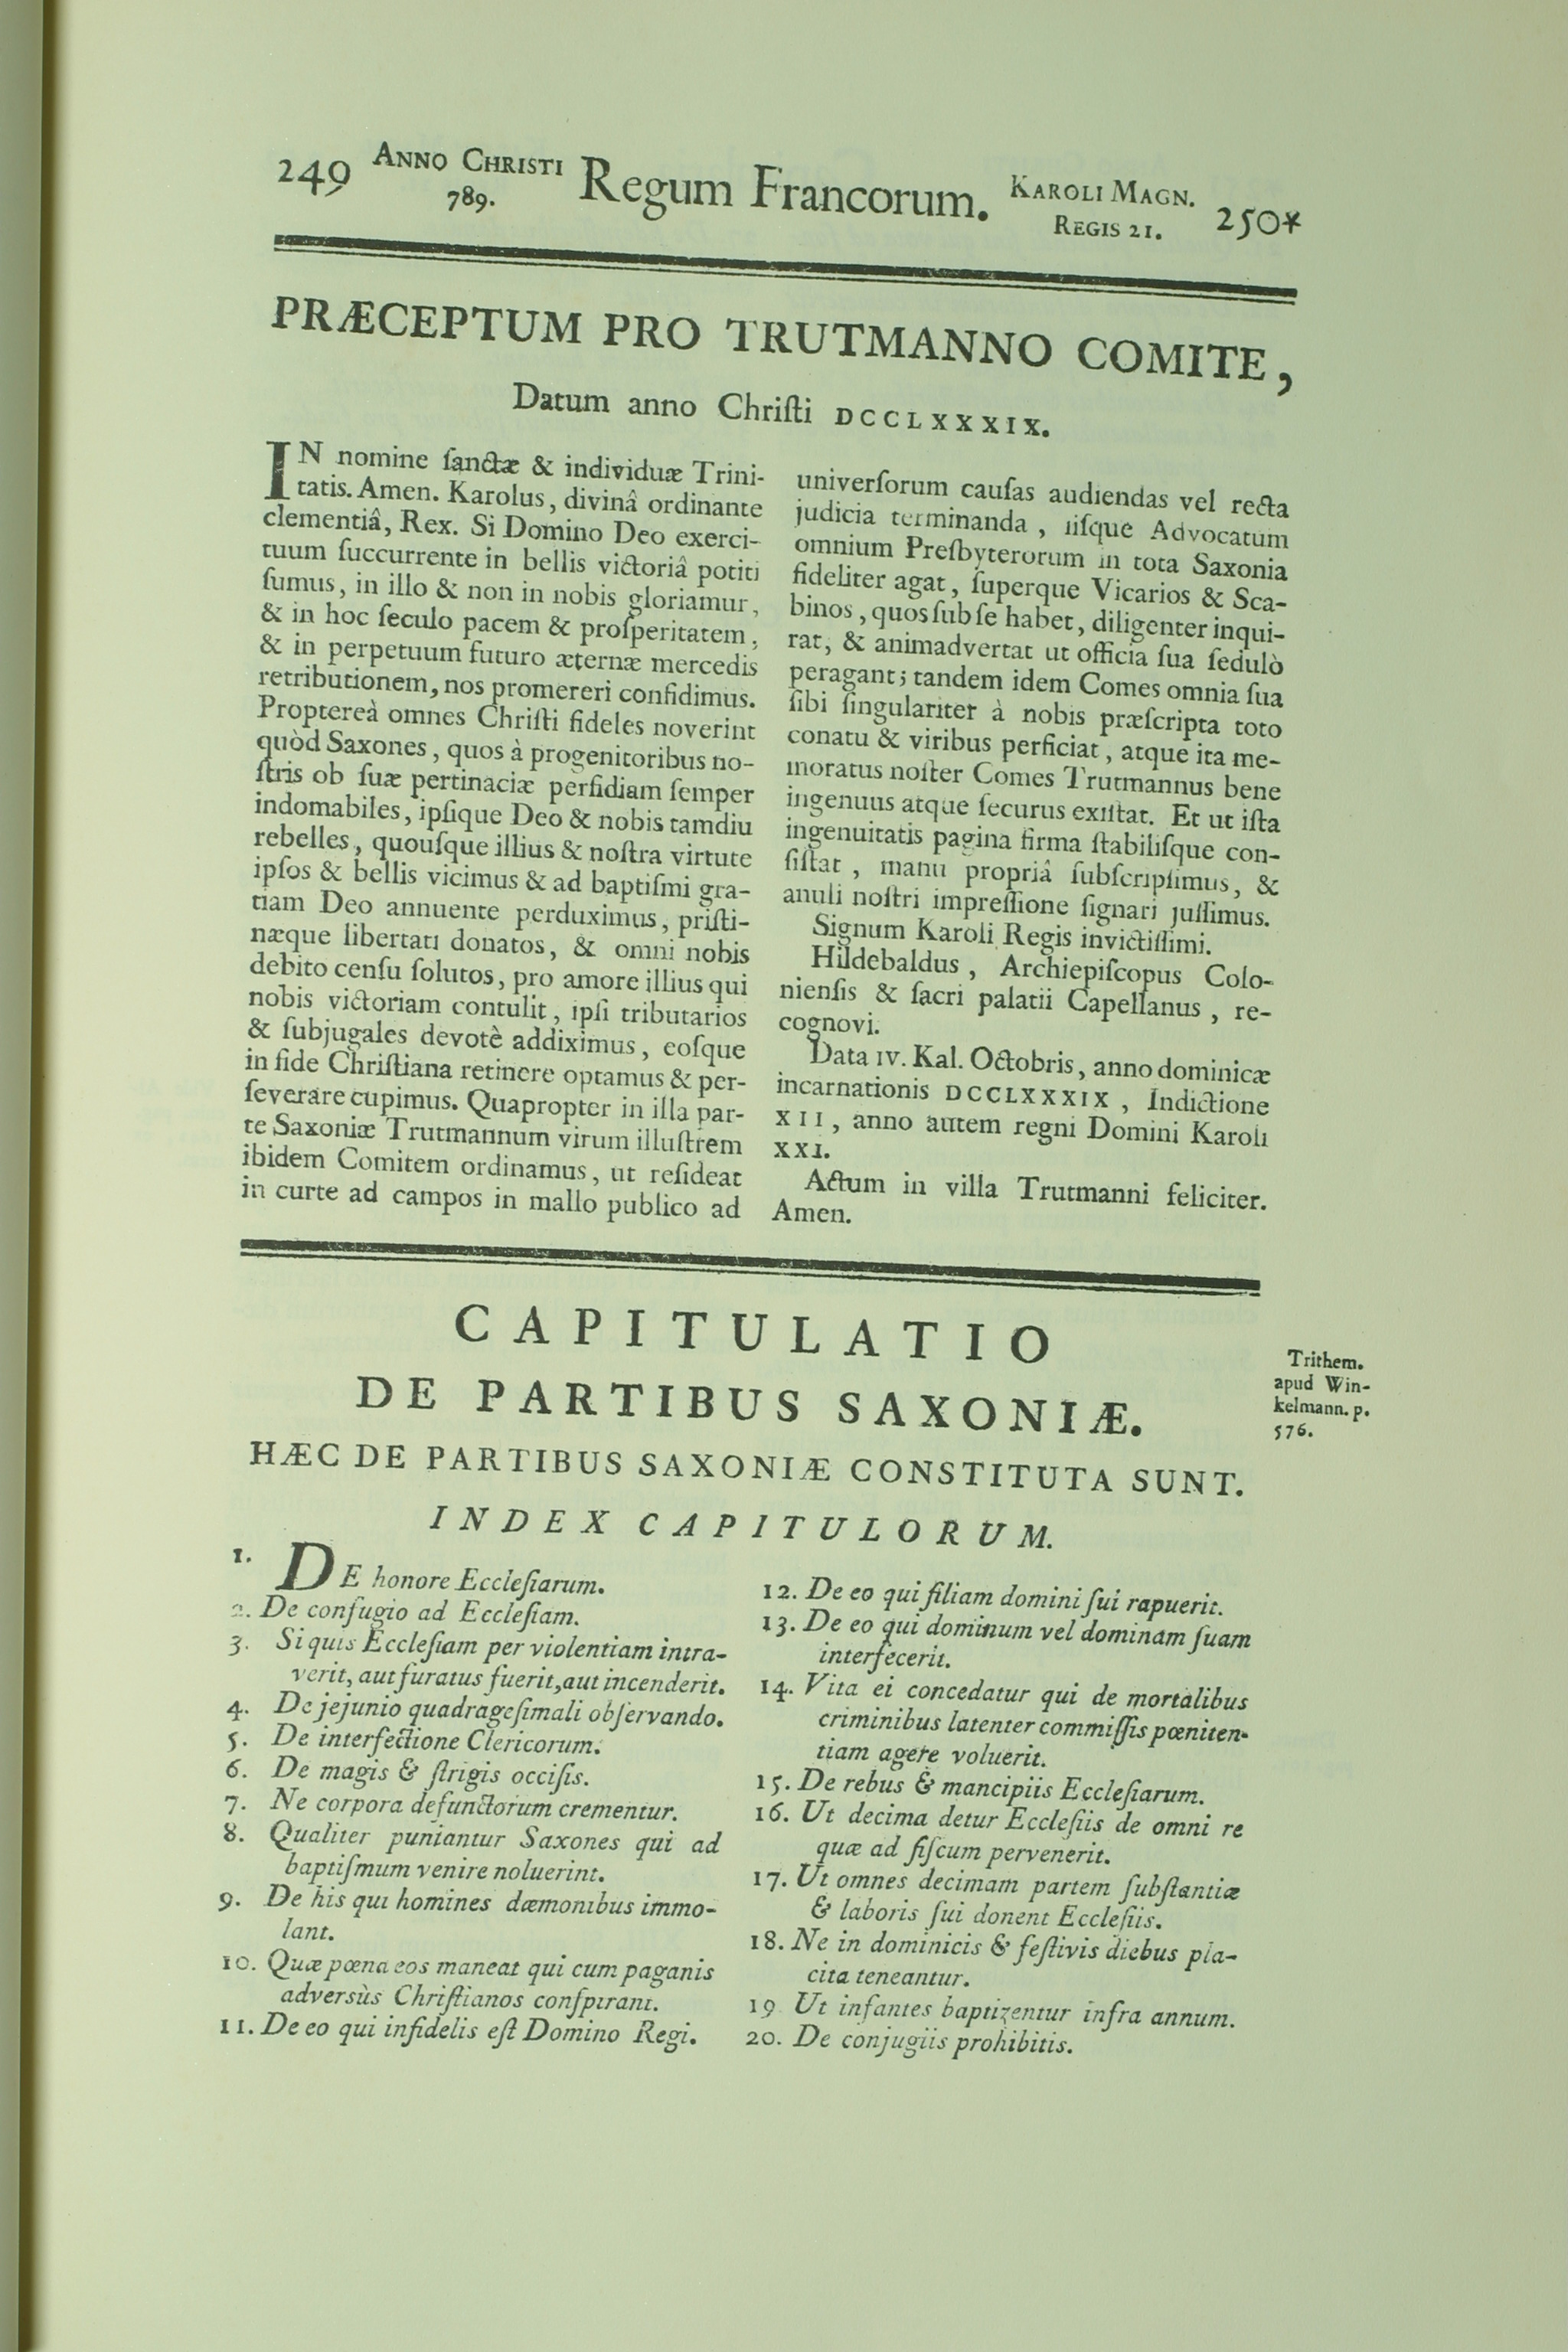 249 ANNO CHRISTI 789. Regum Francorum. KAROLI MAGN. REGIS 21. 250*
PRÆCEPTUM PRO TRUTMANNO COMITE,
Datum anno Chriſti DCCLXXXIX.
IN nomine ſanctæ & individuæ Trini-
tatis. Amen. Karolus, divinâ ordinante
clementiâ, Rex. Si Domino Deo exerci-
tuum ſuccurrente in bellis victoriâ potiti
ſumus, in illo & non in nobis gloriamur,
& in hoc ſeculo pacem & proſperitatem,
& in perpetuum futuro æternæ mercedis
retributionem, nos promereri confidimus.
Proptereà omnes Chriſti fideles noverint
quòd Saxones, quos à progenitoribus no-
ſtris ob ſuæ pertinaciæ perfidiam ſemper
indomabiles, ipſique Deo & nobis tamdiu
rebelles, quouſque illius & noſtra virtute
ipſos & bellis vicimus & ad baptiſmi gra-
tiam Deo annuente perduximus, priſti-
næque libertati donatos, & omni nobis
debito cenſu ſolutos, pro amore illius qui
nobis victoriam contulit, ipſi tributarios
& ſubjugales devotè addiximus, eoſque
in fide Chriſtiana retinere optamus & per-
ſeverare cupimus. Quapropter in illa par-
te Saxoniæ Trutmannum virum illuſtrem
ibidem Comitem ordinamus, ut reſideat
in curte ad campos in mallo publico ad
univerſorum cauſas audiendas vel recta
judicia terminanda, iiſque Advocatum
omnium Preſbyterorum in tota Saxonia
fideliter agat, ſuperque Vicarios & Sca-
binos, quos ſub ſe habet, diligenter inqui-
rat, & animadvertat ut officia ſua ſedulò
peragant; tandem idem Comes omnia ſua
ſibi ſingulariter à nobis præſcripta toto
conatu & viribus perficiat, atque ita me-
moratus noſter Comes Trutmannus bene
ingenuus atque ſecurus exiſtat. Et ut iſta
ingenuitatis pagina firma ſtabiliſque con-
ſiſtat, manu propriâ ſubſcripſimus, &
anuli noſtri impreſſione ſignari juſſimus.
Signum Karoli Regis invictiſſimi.
Hildebaldus, Archiepiſcopus Colo-
nienſis & ſacri palatii Capellanus, re-
cognovi.
Data IV. Kal. Octobris, anno dominicæ
incarnationis DCCLXXXIX, Indictione
XII, anno autem regni Domini Karoli
XXI.
Actum in villa Trutmanni feliciter.
Amen.
CAPITULATIO
DE PARTIBUS SAXONIÆ.
Trithem.
apud Win-
kelmann. p.
576.
HÆC DE PARTIBUS SAXONIÆ CONSTITUTA SUNT.
INDEX CAPITULORUM.
1. DE honore Eccleſiarum.
2. De confugio ad Eccleſiam.
3. Si quis Eccleſiam per violentiam intra-
verit, aut furatus fuerit, aut incenderit.
4. De jejunio quadrageſimali obſervando.
5. De interfectione Clericorum.
6. De magis & ſtrigis occiſis.
7. Ne corpora defunctorum crementur.
8. Qualiter puniantur Saxones qui ad
baptiſmum venire noluerint.
9. De his qui homines dæmonibus immo-
lant.
10. Quæ pœna eos maneat qui cum paganis
adversùs Chriſtianos conſpirant.
11. De eo qui infidelis eſt Domino Regi.
12. De eo qui filiam domini ſui rapuerit.
13. De eo qui dominum vel dominam ſuam
interfecerit.
14. Vita ei concedatur qui de mortalibus
criminibus latenter commiſſis pœniten-
tiam agere voluerit.
15. De rebus & mancipiis Eccleſiarum.
16. Ut decima detur Eccleſiis de omni re
quæ ad fiſcum pervenerit.
17. Ut omnes decimam partem ſubſtantiæ
& laboris ſui donent Eccleſiis.
18. Ne in dominicis & feſtivis diebus pla-
cita teneantur.
19 Ut infantes baptizentur infra annum.
20. De conjugiis prohibitis.